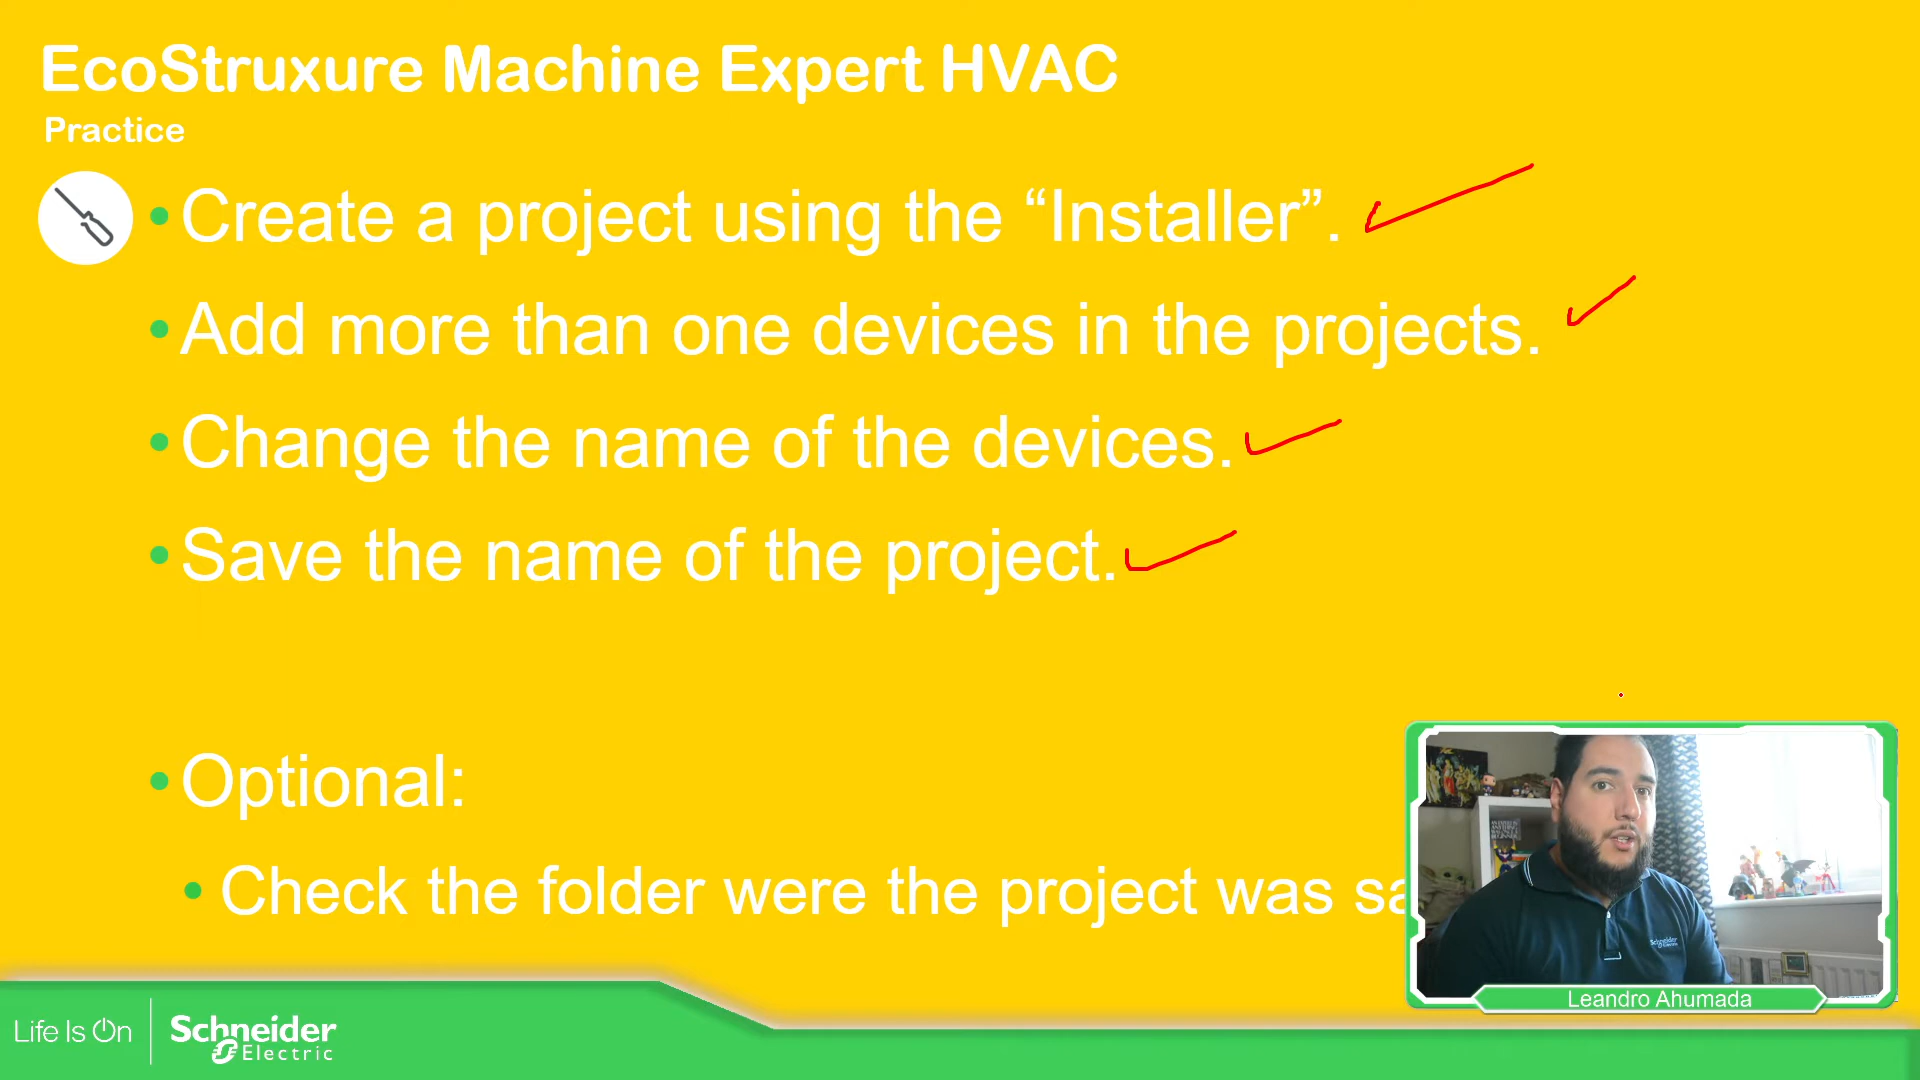 EcoStruxure Machine Expert HVAC
Practice
• Create a project using the “Installer”.
• Add more than one devices in the projects.
• Change the name of the devices.
• Save the name of the project.
• Optional:
• Check the folder were the project was sa
Schneider
Electric
Leandro Ahumada
Life Is On
Schneider
Electric